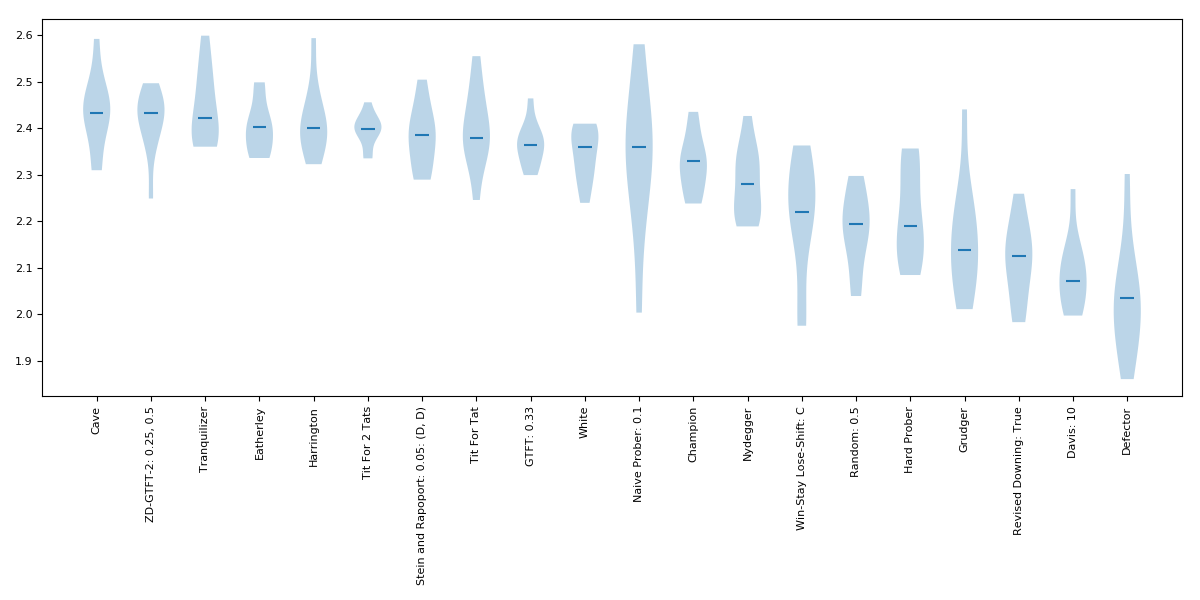 2.6
2.5
2.4
2.3
2.2
2.1
2.0
1.9
Cave
ZD-GTFT-2: 0.25, 0.5
Tranquilizer
Eatherley
Harrington
Tit For 2 Tats
Stein and Rapoport: 0.05: (D, D)
Tit For Tat
GTFT: 0.33
White
Naive Prober: 0.1
Champion
Nydegger
Win-Stay Lose-Shift: C
Random: 0.5
Hard Prober
Grudger
Revised Downing: True
Davis: 10
Defector